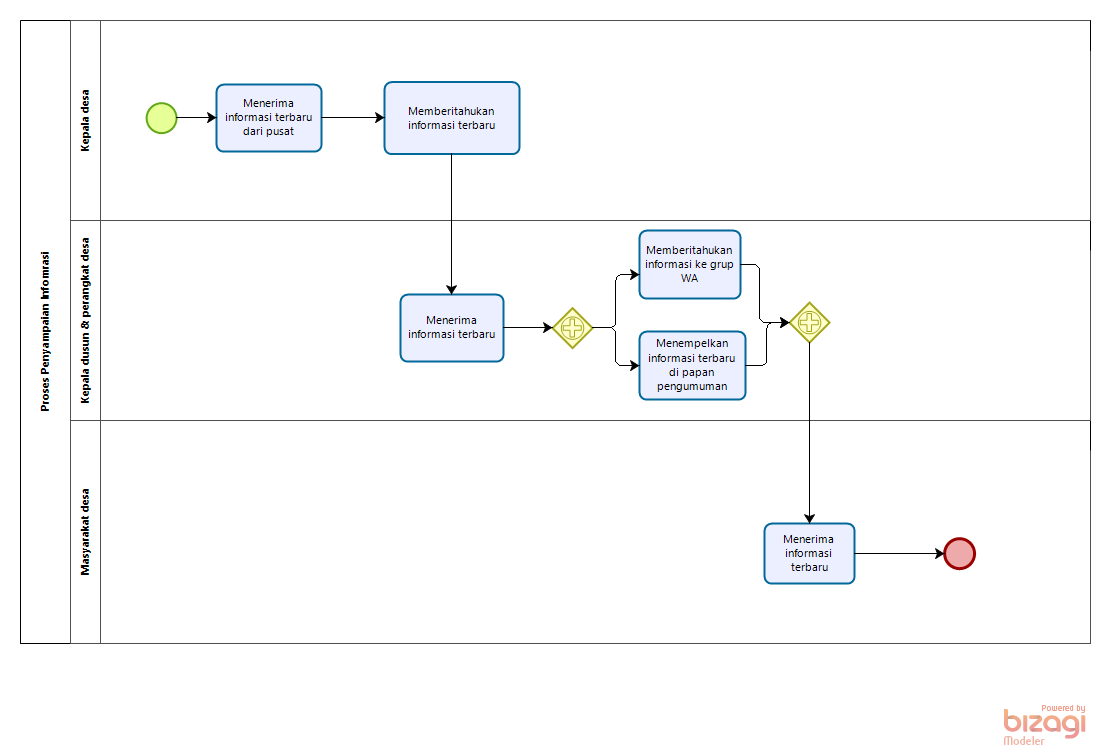 Proses Penyampaian Infomrasi
Kepala desa
Menerima
informasi terbaru
dari pusat
Memberitahukan
informasi terbaru
Kepala dusun & perangkat desa
Menerima
informasi terbaru
Memberitahukan
informasi ke grup
WA
Menempelkan
informasi terbaru
di papan
pengumuman
Masyarakat desa
Menerima
informasi
terbaru
Powered by
bizagi
Modeler